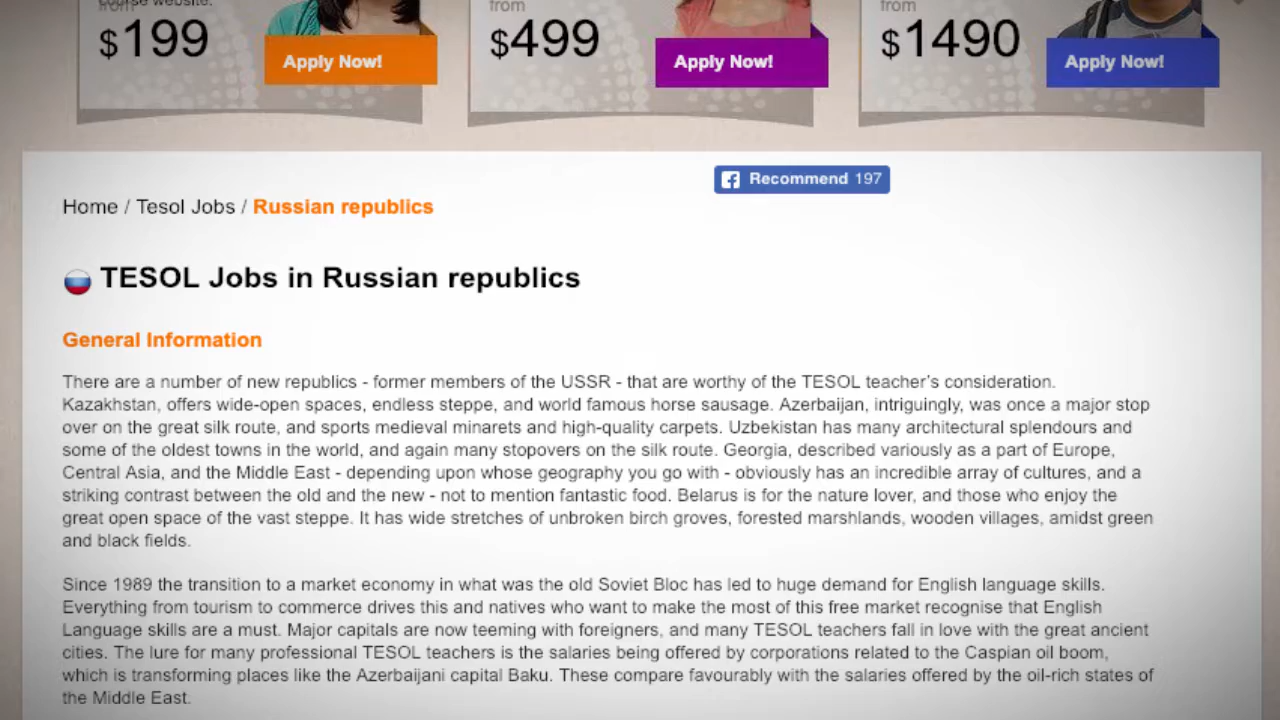 course website.
from
from
from
$199
Apply Now!
$499
Apply Now!
$1490
Apply Now!
Recommend 197
Home / Tesol Jobs / Russian republics
TESOL Jobs in Russian republics
General Information
There are a number of new republics - former members of the USSR - that are worthy of the TESOL teacher's consideration.
Kazakhstan, offers wide-open spaces, endless steppe, and world famous horse sausage. Azerbaijan, intriguingly, was once a major stop
over on the great silk route, and sports medieval minarets and high-quality carpets. Uzbekistan has many architectural splendours and
some of the oldest towns in the world, and again many stopovers on the silk route. Georgia, described variously as a part of Europe,
Central Asia, and the Middle East - depending upon whose geography you go with - obviously has an incredible array of cultures, and a
striking contrast between the old and the new - not to mention fantastic food. Belarus is for the nature lover, and those who enjoy the
great open space of the vast steppe. It has wide stretches of unbroken birch groves, forested marshlands, wooden villages, amidst green
and black fields.
Since 1989 the transition to a market economy in what was the old Soviet Bloc has led to huge demand for English language skills.
Everything from tourism to commerce drives this and natives who want to make the most of this free market recognise that English
Language skills are a must. Major capitals are now teeming with foreigners, and many TESOL teachers fall in love with the great ancient
cities. The lure for many professional TESOL teachers is the salaries being offered by corporations related to the Caspian oil boom,
which is transforming places like the Azerbaijani capital Baku. These compare favourably with the salaries offered by the oil-rich states of
the Middle East.